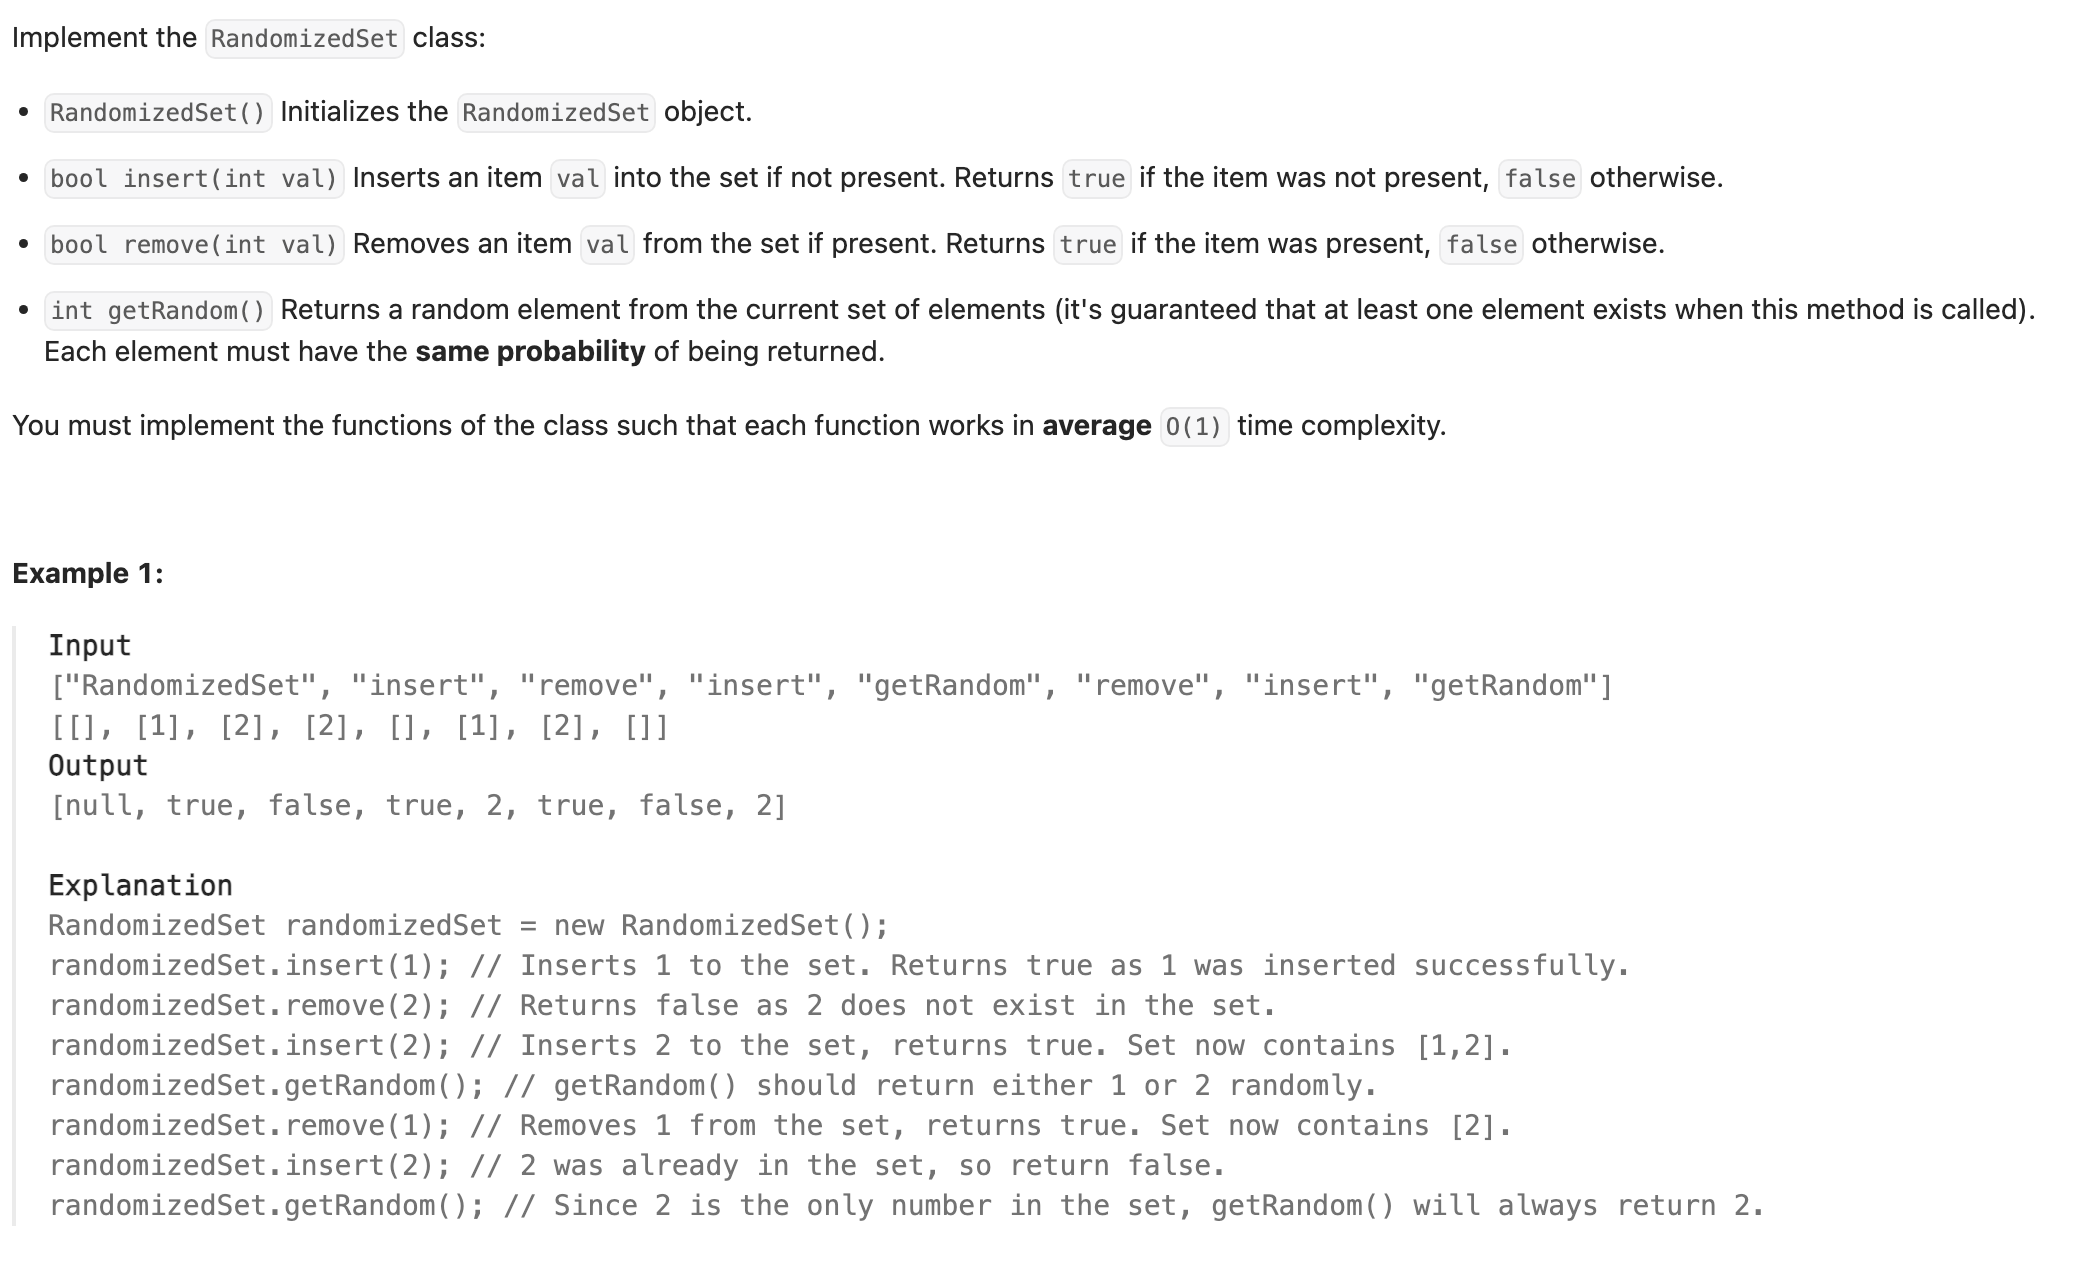 Implement the RandomizedSet class:
• RandomizedSet() Initializes the RandomizedSet object.
• bool insert(int val) Inserts an item val into the set if not present. Returns true if the item was not present, false otherwise.
• bool remove(int val) Removes an item val from the set if present. Returns true if the item was present, false otherwise.
• int getRandom() Returns a random element from the current set of elements (it's guaranteed that at least one element exists when this method is called).
Each element must have the same probability of being returned.
You must implement the functions of the class such that each function works in average O(1) time complexity.
Example 1:
Input
["RandomizedSet", "insert", "remove", "insert", "getRandom", "remove", "insert", "getRandom"]
[[], [1], [2], [2], [], [1], [2], []]
Output
[null, true, false, true, 2, true, false, 2]
Explanation
RandomizedSet randomizedSet = new RandomizedSet();
randomizedSet.insert(1); // Inserts 1 to the set. Returns true as 1 was inserted successfully.
randomizedSet.remove(2); // Returns false as 2 does not exist in the set.
randomizedSet.insert(2); // Inserts 2 to the set, returns true. Set now contains [1,2].
randomizedSet.getRandom(); // getRandom() should return either 1 or 2 randomly.
randomizedSet.remove(1); // Removes 1 from the set, returns true. Set now contains [2].
randomizedSet.insert(2); // 2 was already in the set, so return false.
randomizedSet.getRandom(); // Since 2 is the only number in the set, getRandom() will always return 2.